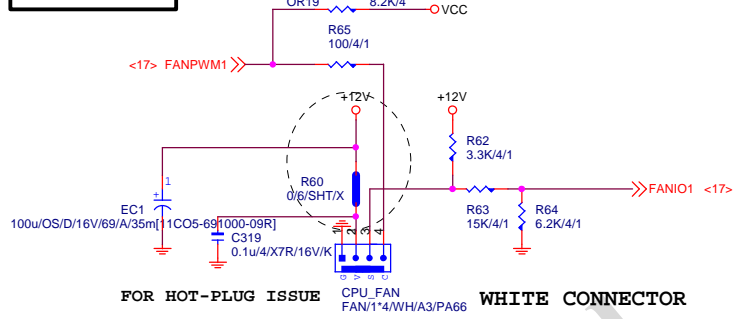 OR19 8.2K/4 VCC
R65
100/4/1
<17> FANPWM1
+12V +12V
R62
3.3K/4/1
R60
0/6/SHT/X
FANIO1 <17>
1
+
EC1
100u/OS/D/16V/69/A/35m[11CO5-691000-09R]
R63
15K/4/1
R64
6.2K/4/1
C319
0.1u/4/X7R/16V/K
1 2 3 4
G V S C
FOR HOT-PLUG ISSUE
CPU_FAN
FAN/1*4/WH/A3/PA66
WHITE CONNECTOR